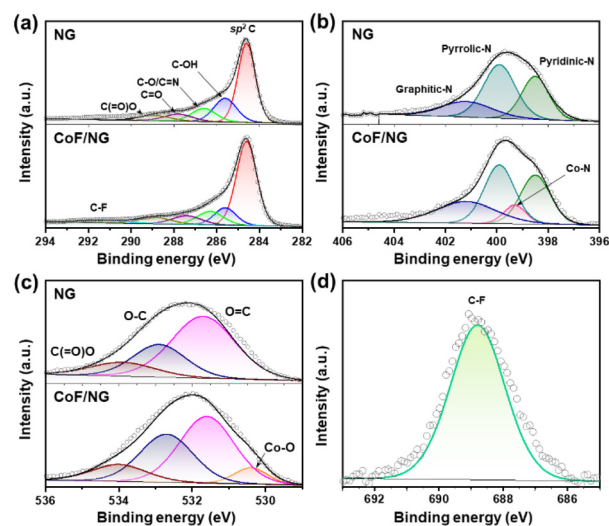 (a)
NG
sp² C
C-OH
C-O/C=N
C=O
C(=O)O
CoF/NG
C-F
Intensity (a.u.)
294 292 290 288 286 284 282
Binding energy (eV)
(b)
NG
Pyrrolic-N
Pyridinic-N
Graphitic-N
CoF/NG
Co-N
Intensity (a.u.)
406 404 402 400 398 396
Binding energy (eV)
(c)
NG
O-C
O=C
C(=O)O
CoF/NG
Co-O
Intensity (a.u.)
536 534 532 530
Binding energy (eV)
(d)
C-F
Intensity (a.u.)
692 690 688 686
Binding energy (eV)